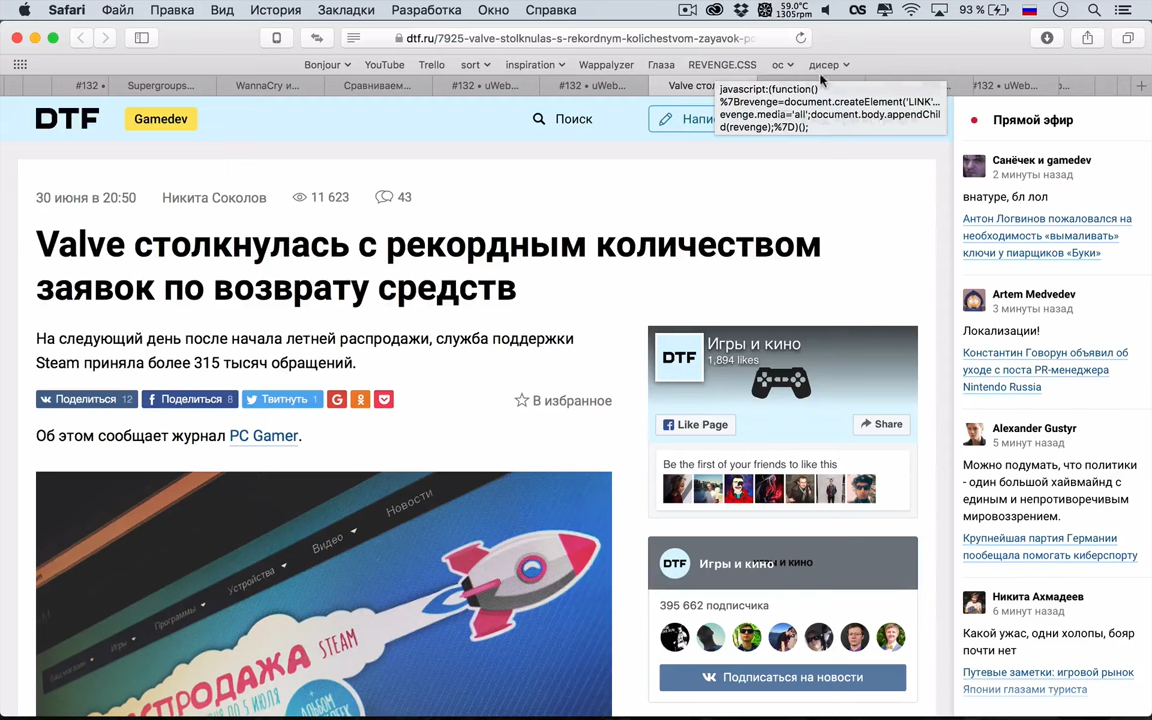 Safari Файл Правка Вид История Закладки Разработка Окно Справка 59.0°C 1305rpm 93 %
dtf.ru/7925-valve-stolknulas-s-rekordnym-kolichestvom-zayavok-po
Bonjour YouTube Trello sort inspiration Wappalyzer Глаза REVENGE.CSS ос дисер
#132 • Supergroups... WannaCry и... Сравниваем... #132 • uWeb... #132 • uWeb... Valve сто #132 • uWeb...
javascript:(function()
%7Brevenge=document.createElement('LINK'...
evenge.media='all';document.body.appendChil
d(revenge);%7D)();
DTF Gamedev Поиск Напи
Прямой эфир
30 июня в 20:50 Никита Соколов 11 623 43
Valve столкнулась с рекордным количеством
заявок по возврату средств
На следующий день после начала летней распродажи, служба поддержки
Steam приняла более 315 тысяч обращений.
Поделиться 12 Поделиться 8 Твитнуть 1 В избранное
Об этом сообщает журнал PC Gamer.
Новости
Видео
Устройства
Программы
Игры
СПРОДАЖА STEAM
ДО 5 ИЮЛЯ
АЛЬБОМ
DTF
Игры и кино
1,894 likes
Like Page Share
Be the first of your friends to like this
DTF Игры и кино
395 662 подписчика
Подписаться на новости
Санёчек и gamedev
2 минуты назад
внатуре, бл лол
Антон Логвинов пожаловался на
необходимость «вымаливать»
ключи у пиарщиков «Буки»
Artem Medvedev
3 минуты назад
Локализации!
Константин Говорун объявил об
уходе с поста PR-менеджера
Nintendo Russia
Alexander Gustyr
5 минут назад
Можно подумать, что политики
- один большой хайвмайнд с
единым и непротиворечивым
мировоззрением.
Крупнейшая партия Германии
пообещала помогать киберспорту
Никита Ахмадеев
6 минут назад
Какой ужас, одни холопы, бояр
почти нет
Путевые заметки: игровой рынок
Японии глазами туриста